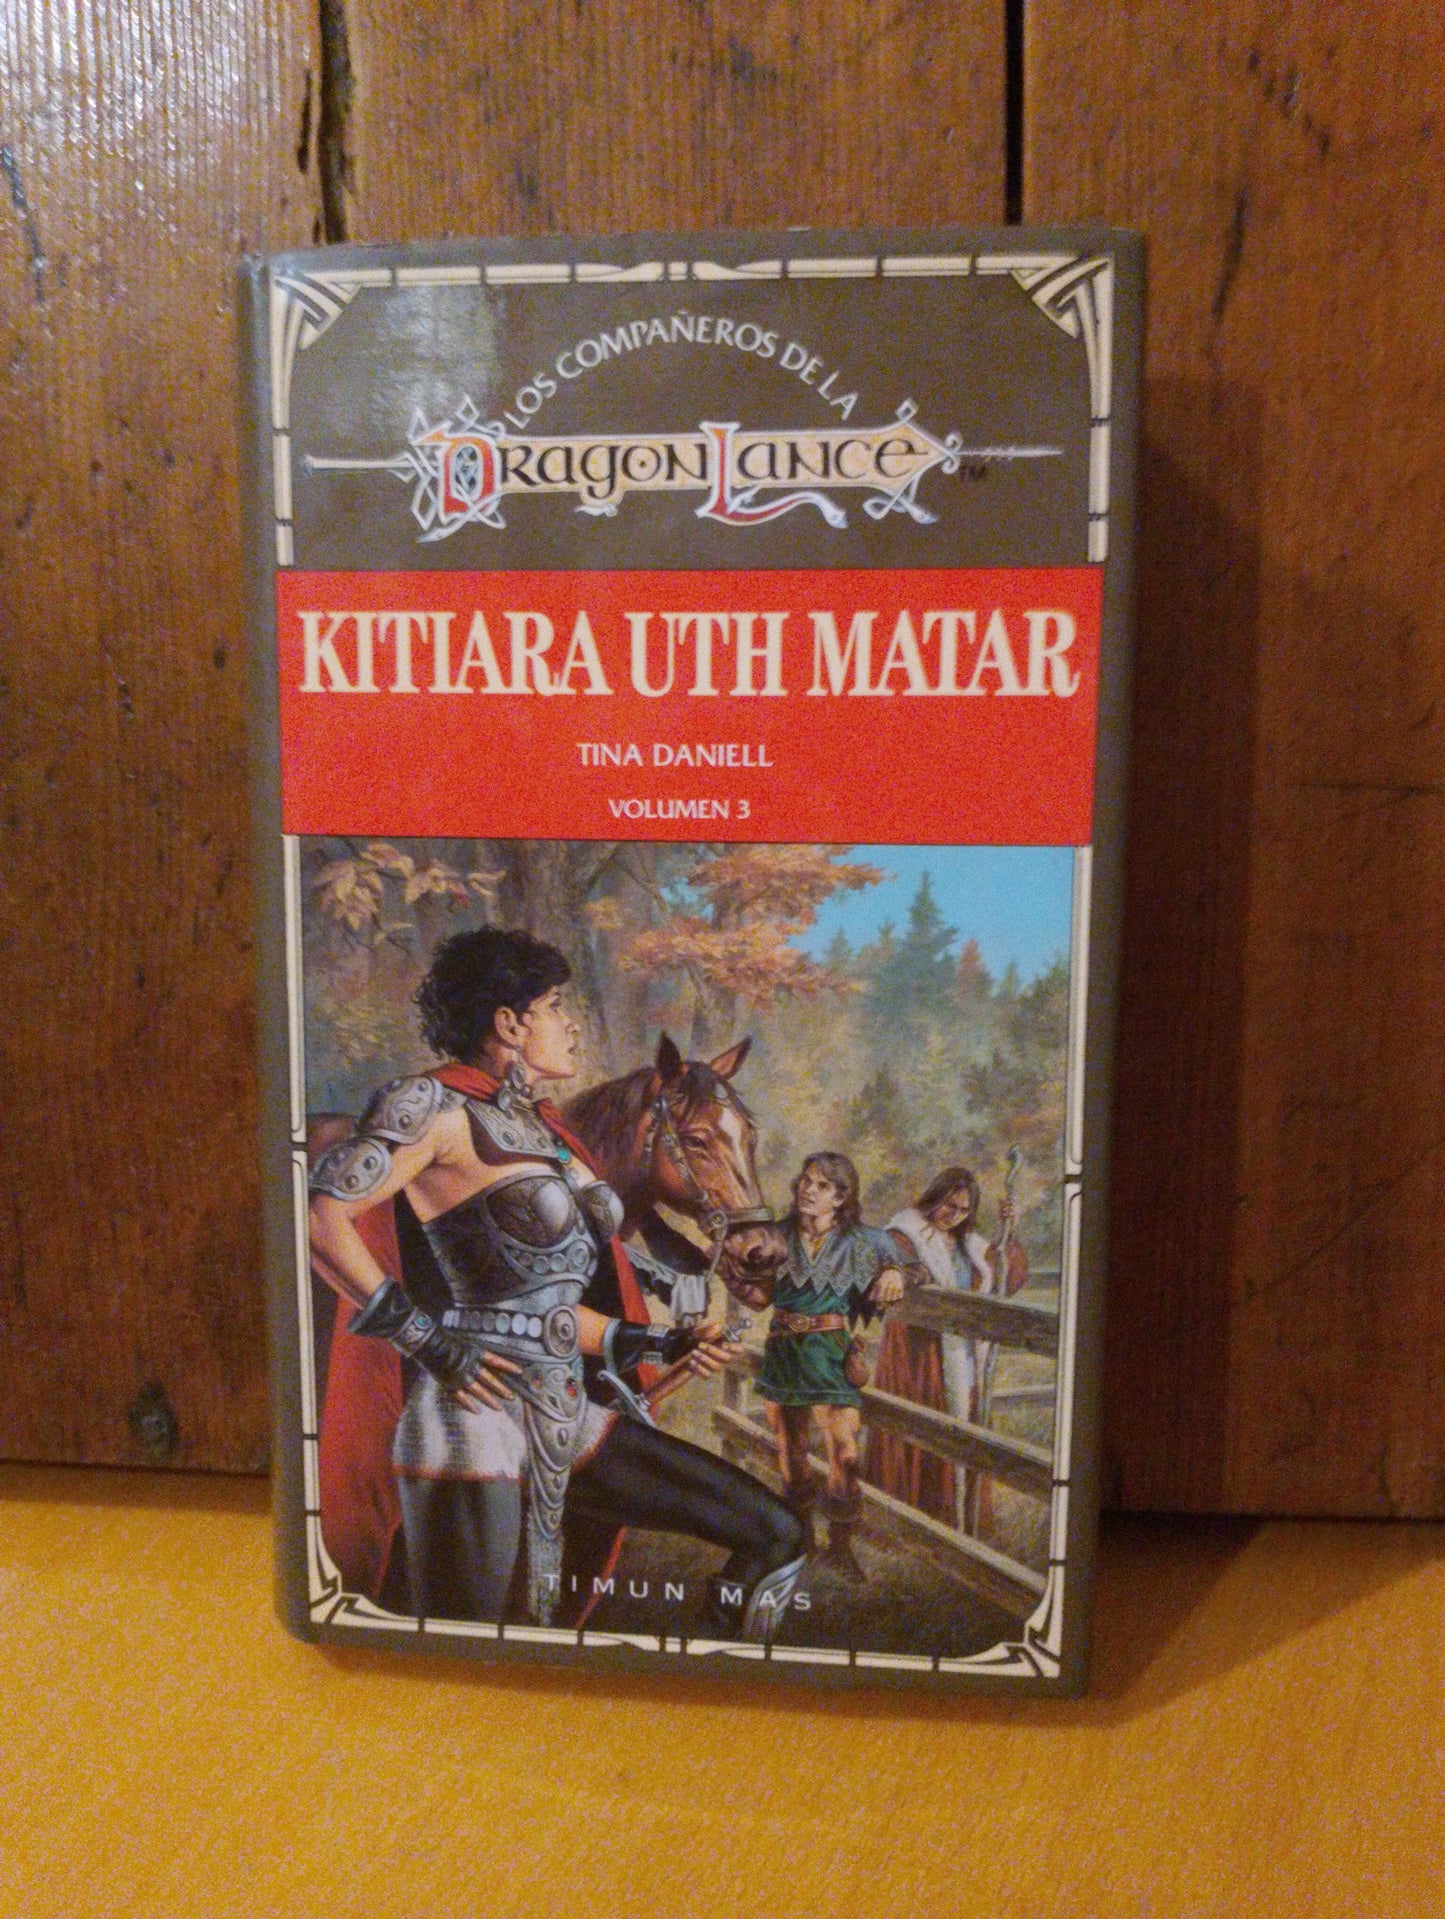 LOS COMPAÑEROS DE LA
DRAGONLANCE TM
KITIARA UTH MATAR
TINA DANIELL
VOLUMEN 3
TIMUN MAS